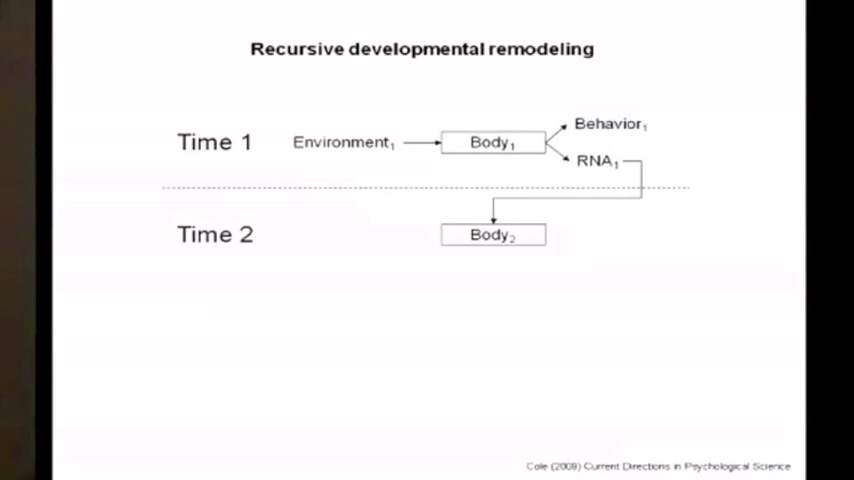 Recursive developmental remodeling
Time 1 Environment₁ Body₁ Behavior₁
RNA₁
Time 2 Body₂
Cole (2009) Current Directions in Psychological Science